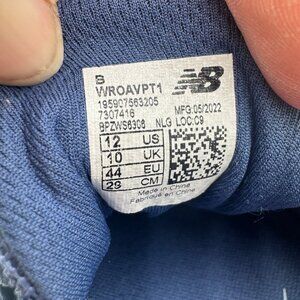 B
WROAVPT1
NB
195907563205
7307416 MFG:05/2022
BPZWS6308 NLG LOC:C9
12 US
10 UK
44 EU
29 CM
Made in China
Fabriqué en Chine